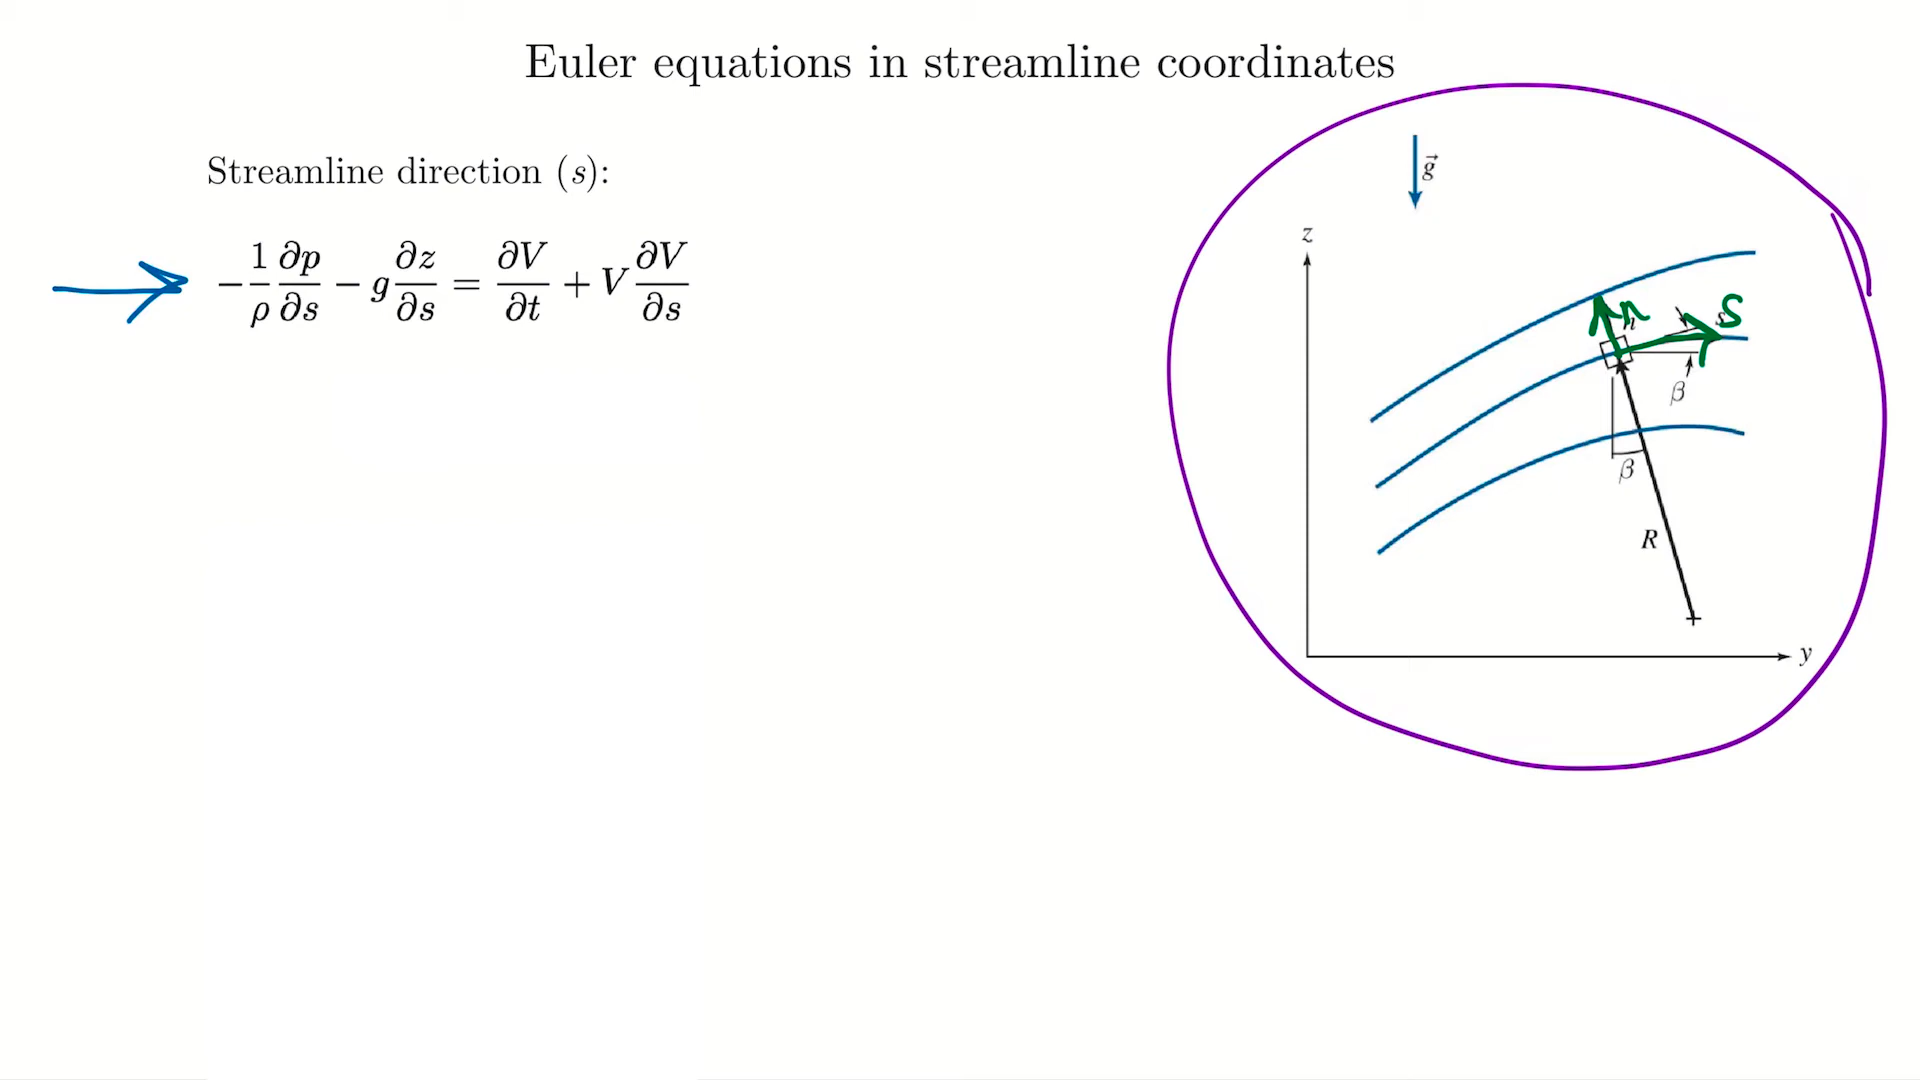 Euler equations in streamline coordinates
Streamline direction (s):
−1/ρ ∂p/∂s − g ∂z/∂s = ∂V/∂t + V ∂V/∂s
g⃗
z
n
n
s
S
β
β
R
y